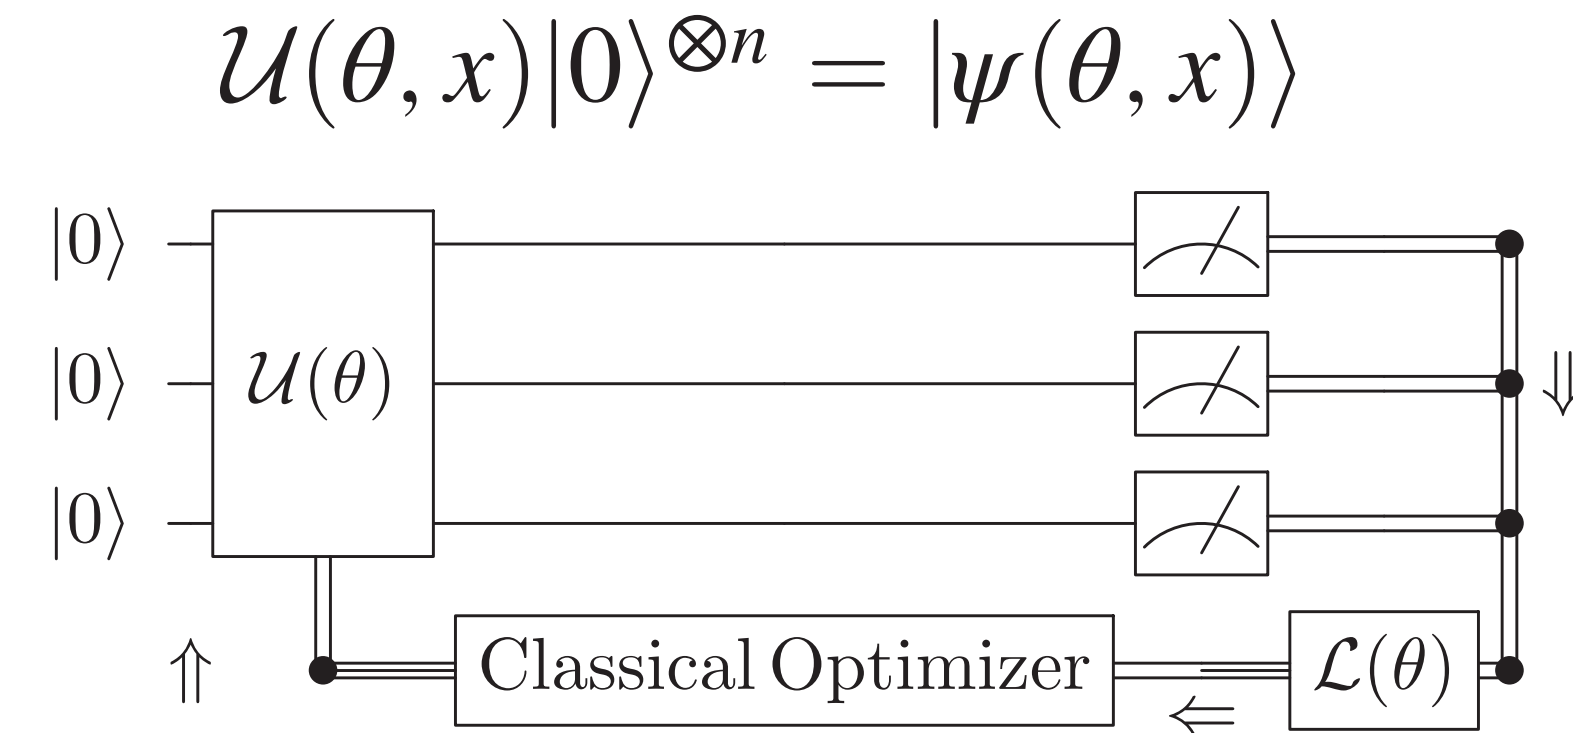 𝒰(θ, x)|0⟩^⊗n = |ψ(θ, x)⟩
|0⟩
|0⟩ 𝒰(θ) ⇓
|0⟩
⇑ Classical Optimizer ⇐ ℒ(θ)